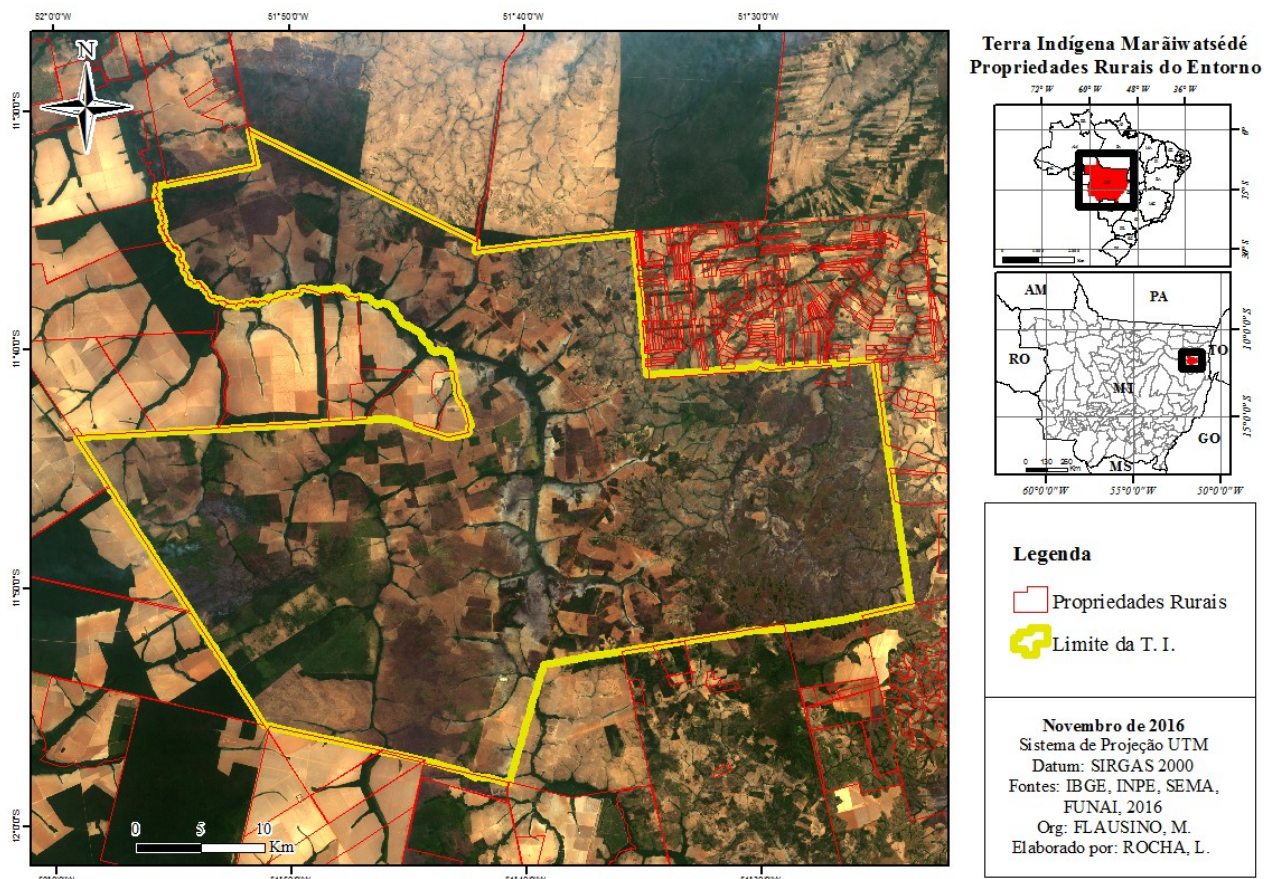 52°0'0"W
51°50'0"W
51°40'0"W
51°30'0"W
N
11°40'0"S
11°50'0"S
12°0'0"S
0 5 10
Km
51°40'0"W
Terra Indígena Marãiwatsédé
Propriedades Rurais do Entorno
72° W 60° W 48° W 36° W
AM
PA
RO
TO
MT
GO
MS
10°0'0"S
15°0'0"S
Km
60°0'0"W 55°0'0"W 50°0'0"W
Legenda
Propriedades Rurais
Limite da T. I.
Novembro de 2016
Sistema de Projeção UTM
Datum: SIRGAS 2000
Fontes: IBGE, INPE, SEMA,
FUNAI, 2016
Org: FLAUSINO, M.
Elaborado por: ROCHA, L.